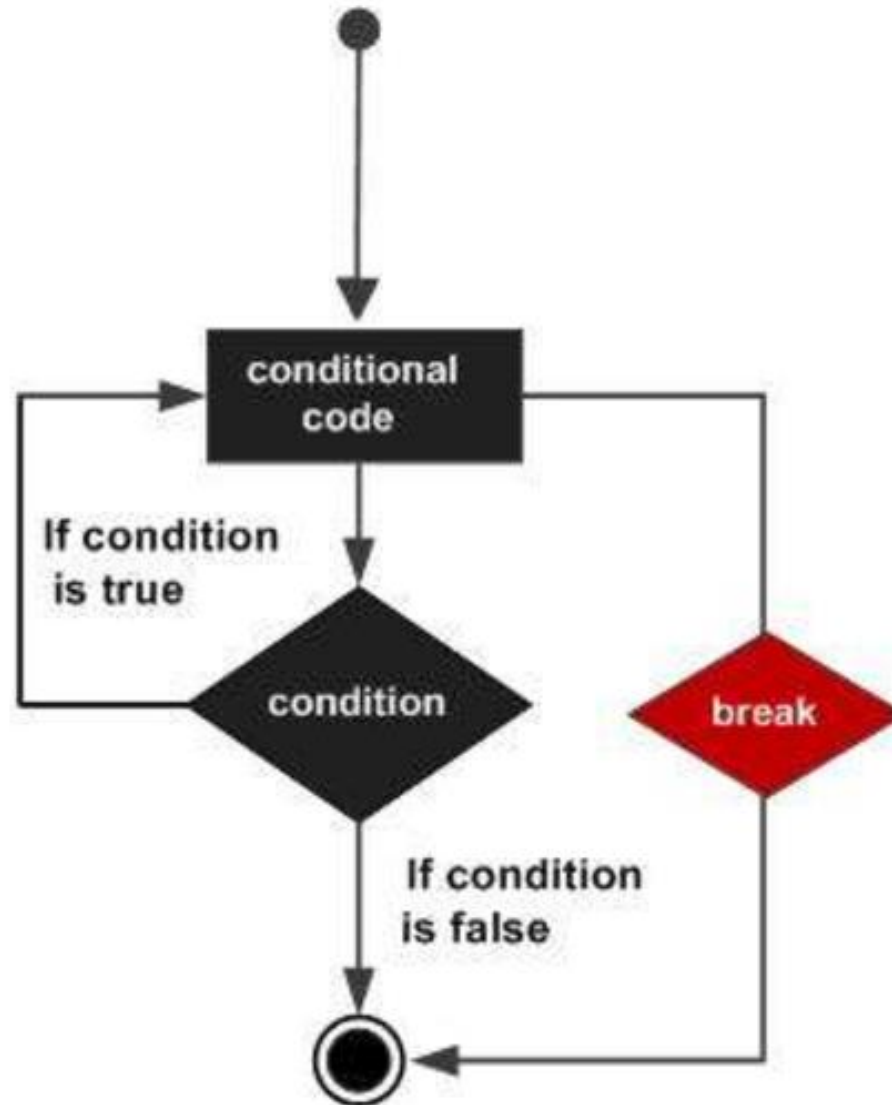 conditional
code
If condition
is true
condition
break
If condition
is false